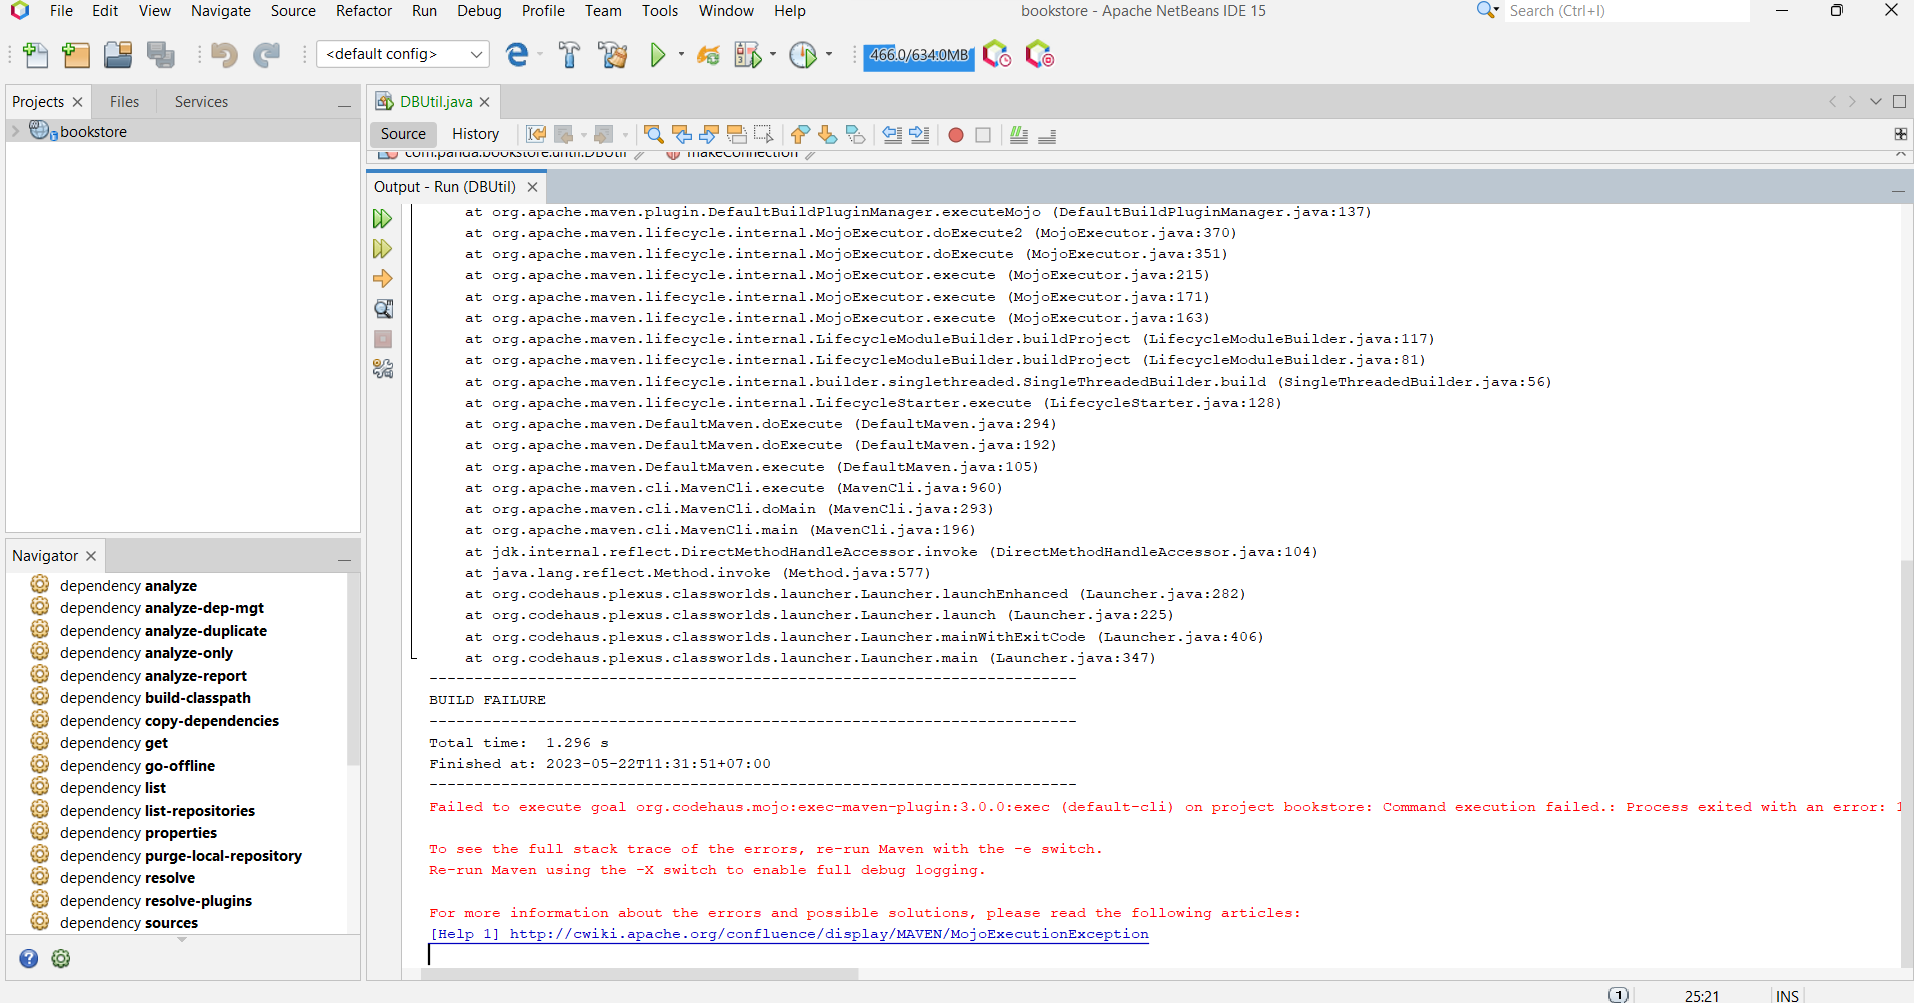 File Edit View Navigate Source Refactor Run Debug Profile Team Tools Window Help bookstore - Apache NetBeans IDE 15 Search (Ctrl+I)
<default config> 466.0/634.0MB
Projects Files Services DBUtil.java
bookstore Source History
com.panda.bookstore.until.DBUtil makeConnection
Output - Run (DBUtil)
at org.apache.maven.plugin.DefaultBuildPluginManager.executeMojo (DefaultBuildPluginManager.java:137)
at org.apache.maven.lifecycle.internal.MojoExecutor.doExecute2 (MojoExecutor.java:370)
at org.apache.maven.lifecycle.internal.MojoExecutor.doExecute (MojoExecutor.java:351)
at org.apache.maven.lifecycle.internal.MojoExecutor.execute (MojoExecutor.java:215)
at org.apache.maven.lifecycle.internal.MojoExecutor.execute (MojoExecutor.java:171)
at org.apache.maven.lifecycle.internal.MojoExecutor.execute (MojoExecutor.java:163)
at org.apache.maven.lifecycle.internal.LifecycleModuleBuilder.buildProject (LifecycleModuleBuilder.java:117)
at org.apache.maven.lifecycle.internal.LifecycleModuleBuilder.buildProject (LifecycleModuleBuilder.java:81)
at org.apache.maven.lifecycle.internal.builder.singlethreaded.SingleThreadedBuilder.build (SingleThreadedBuilder.java:56)
at org.apache.maven.lifecycle.internal.LifecycleStarter.execute (LifecycleStarter.java:128)
at org.apache.maven.DefaultMaven.doExecute (DefaultMaven.java:294)
at org.apache.maven.DefaultMaven.doExecute (DefaultMaven.java:192)
at org.apache.maven.DefaultMaven.execute (DefaultMaven.java:105)
at org.apache.maven.cli.MavenCli.execute (MavenCli.java:960)
at org.apache.maven.cli.MavenCli.doMain (MavenCli.java:293)
at org.apache.maven.cli.MavenCli.main (MavenCli.java:196)
at jdk.internal.reflect.DirectMethodHandleAccessor.invoke (DirectMethodHandleAccessor.java:104)
at java.lang.reflect.Method.invoke (Method.java:577)
at org.codehaus.plexus.classworlds.launcher.Launcher.launchEnhanced (Launcher.java:282)
at org.codehaus.plexus.classworlds.launcher.Launcher.launch (Launcher.java:225)
at org.codehaus.plexus.classworlds.launcher.Launcher.mainWithExitCode (Launcher.java:406)
at org.codehaus.plexus.classworlds.launcher.Launcher.main (Launcher.java:347)
------------------------------------------------------------------------
BUILD FAILURE
------------------------------------------------------------------------
Total time: 1.296 s
Finished at: 2023-05-22T11:31:51+07:00
------------------------------------------------------------------------
Failed to execute goal org.codehaus.mojo:exec-maven-plugin:3.0.0:exec (default-cli) on project bookstore: Command execution failed.: Process exited with an error: 1
To see the full stack trace of the errors, re-run Maven with the -e switch.
Re-run Maven using the -X switch to enable full debug logging.
For more information about the errors and possible solutions, please read the following articles:
[Help 1] http://cwiki.apache.org/confluence/display/MAVEN/MojoExecutionException
Navigator
dependency analyze
dependency analyze-dep-mgt
dependency analyze-duplicate
dependency analyze-only
dependency analyze-report
dependency build-classpath
dependency copy-dependencies
dependency get
dependency go-offline
dependency list
dependency list-repositories
dependency properties
dependency purge-local-repository
dependency resolve
dependency resolve-plugins
dependency sources
1 25:21 INS